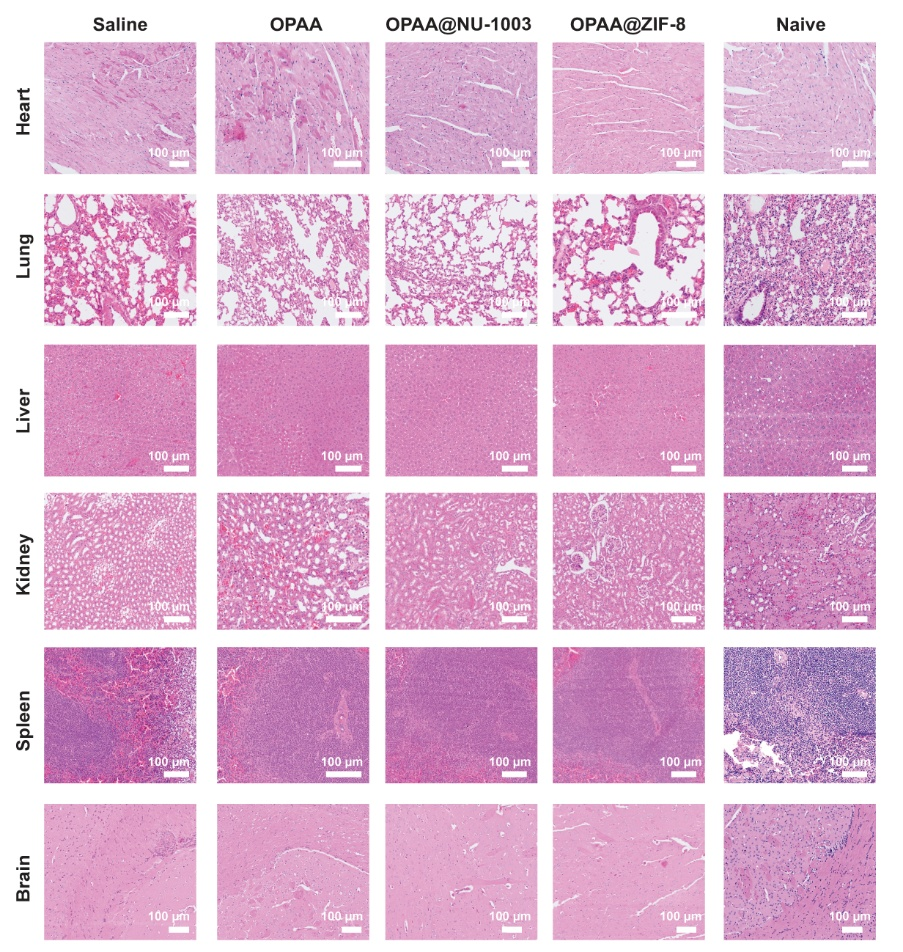 Saline OPAA OPAA@NU-1003 OPAA@ZIF-8 Naive
Heart
100 µm 100 µm 100 µm 100 µm 100 µm
Lung
100 µm 100 µm 100 µm 100 µm 100 µm
Liver
100 µm 100 µm 100 µm 100 µm 100 µm
Kidney
100 µm 100 µm 100 µm 100 µm 100 µm
Spleen
100 µm 100 µm 100 µm 100 µm 100 µm
Brain
100 µm 100 µm 100 µm 100 µm 100 µm